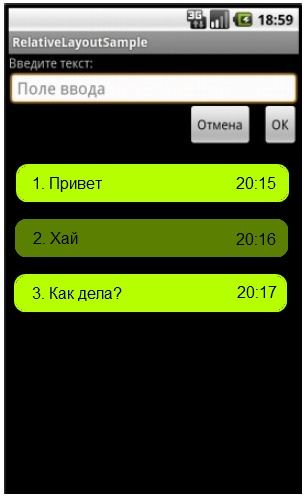 3G 18:59
RelativeLayoutSample
Введите текст:
Поле ввода
Отмена OK
1. Привет 20:15
2. Хай 20:16
3. Как дела? 20:17